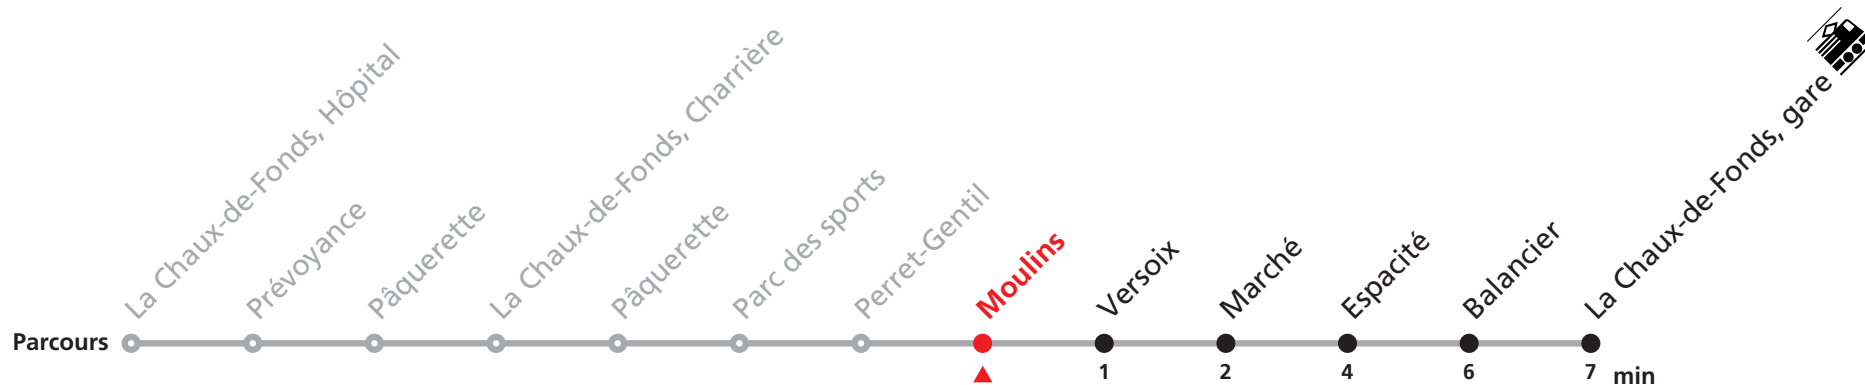 La Chaux-de-Fonds, Hôpital
Prévoyance
Pâquerette
La Chaux-de-Fonds, Charrière
Pâquerette
Parc des sports
Perret-Gentil
Moulins
Versoix
Marché
Espacité
Balancier
La Chaux-de-Fonds, gare
Parcours
1 2 4 6 7 min